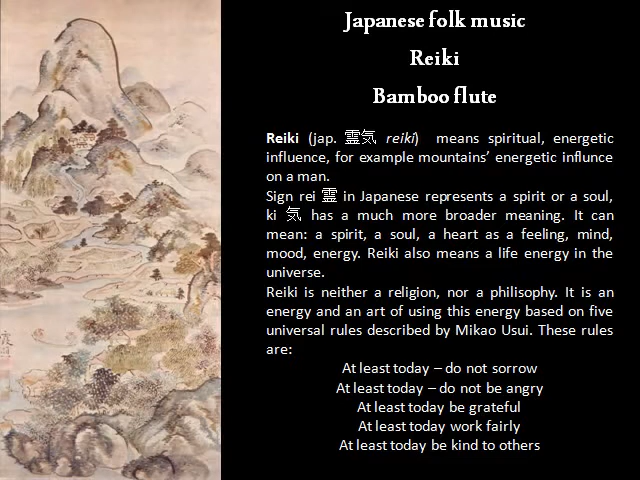 Japanese folk music
Reiki
Bamboo flute
Reiki (jap. 霊気 reiki) means spiritual, energetic
influence, for example mountains’ energetic influnce
on a man.
Sign rei 霊 in Japanese represents a spirit or a soul,
ki 気 has a much more broader meaning. It can
mean: a spirit, a soul, a heart as a feeling, mind,
mood, energy. Reiki also means a life energy in the
universe.
Reiki is neither a religion, nor a philisophy. It is an
energy and an art of using this energy based on five
universal rules described by Mikao Usui. These rules
are:
At least today – do not sorrow
At least today – do not be angry
At least today be grateful
At least today work fairly
At least today be kind to others